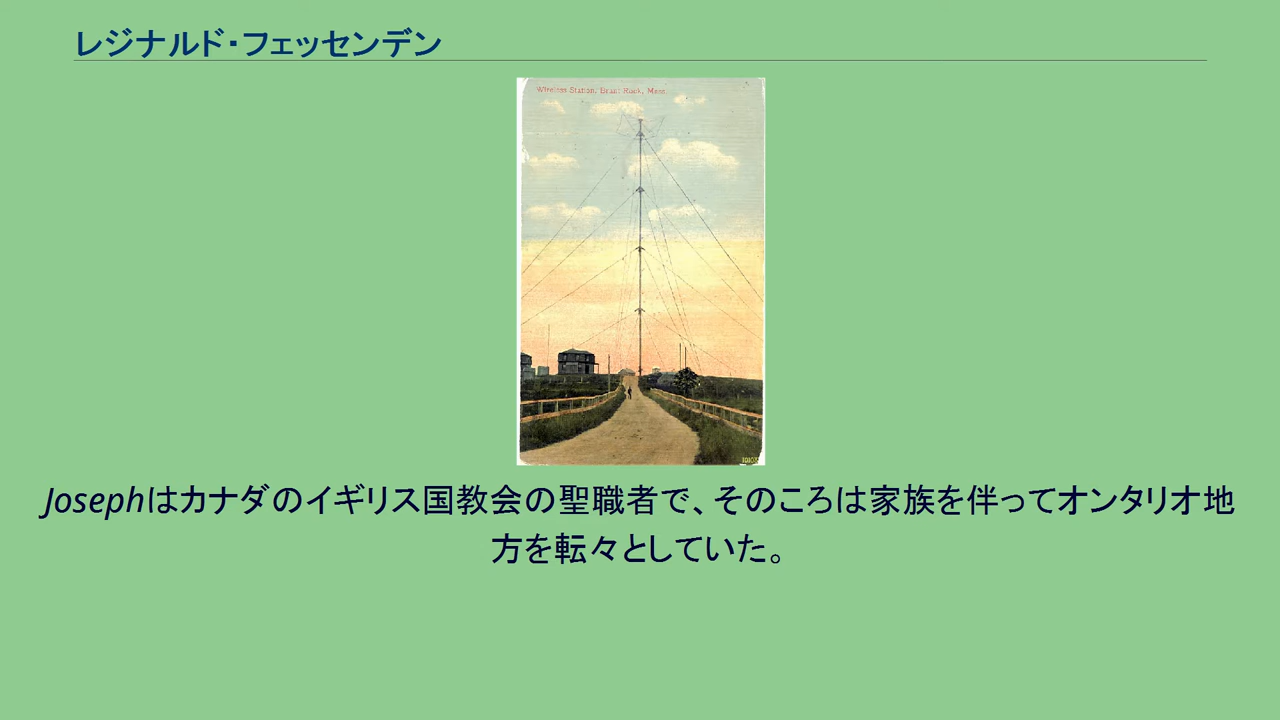 レジナルド・フェッセンデン
Wireless Station, Brant Rock, Mass.
Josephはカナダのイギリス国教会の聖職者で、そのころは家族を伴ってオンタリオ地
方を転々としていた。